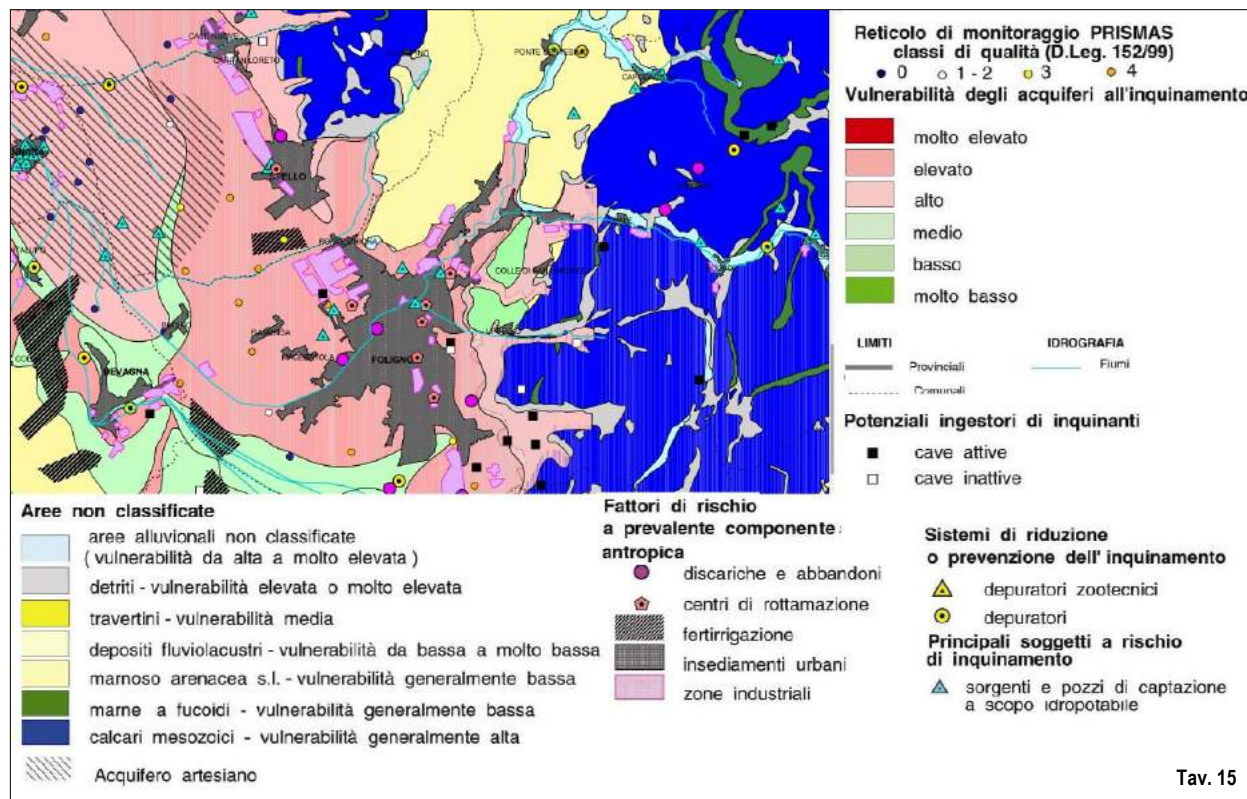 PONTE CENTESIMO
SPELLO
COLLE DI SAN LORENZO
FOLIGNO
BEVAGNA
Reticolo di monitoraggio PRISMAS
classi di qualità (D.Leg. 152/99)
0 1 - 2 3 4
Vulnerabilità degli acquiferi all'inquinamento
molto elevato
elevato
alto
medio
basso
molto basso
LIMITI IDROGRAFIA
Provinciali Fiumi
Comunali
Potenziali ingestori di inquinanti
cave attive
cave inattive
Aree non classificate
aree alluvionali non classificate
( vulnerabilità da alta a molto elevata )
detriti - vulnerabilità elevata o molto elevata
travertini - vulnerabilità media
depositi fluviolacustri - vulnerabilità da bassa a molto bassa
marnoso arenacea s.l. - vulnerabilità generalmente bassa
marne a fucoidi - vulnerabilità generalmente bassa
calcari mesozoici - vulnerabilità generalmente alta
Acquifero artesiano
Fattori di rischio
a prevalente componente
antropica
discariche e abbandoni
centri di rottamazione
fertirrigazione
insediamenti urbani
zone industriali
Sistemi di riduzione
o prevenzione dell'inquinamento
depuratori zootecnici
depuratori
Principali soggetti a rischio
di inquinamento
sorgenti e pozzi di captazione
a scopo idropotabile
Tav. 15